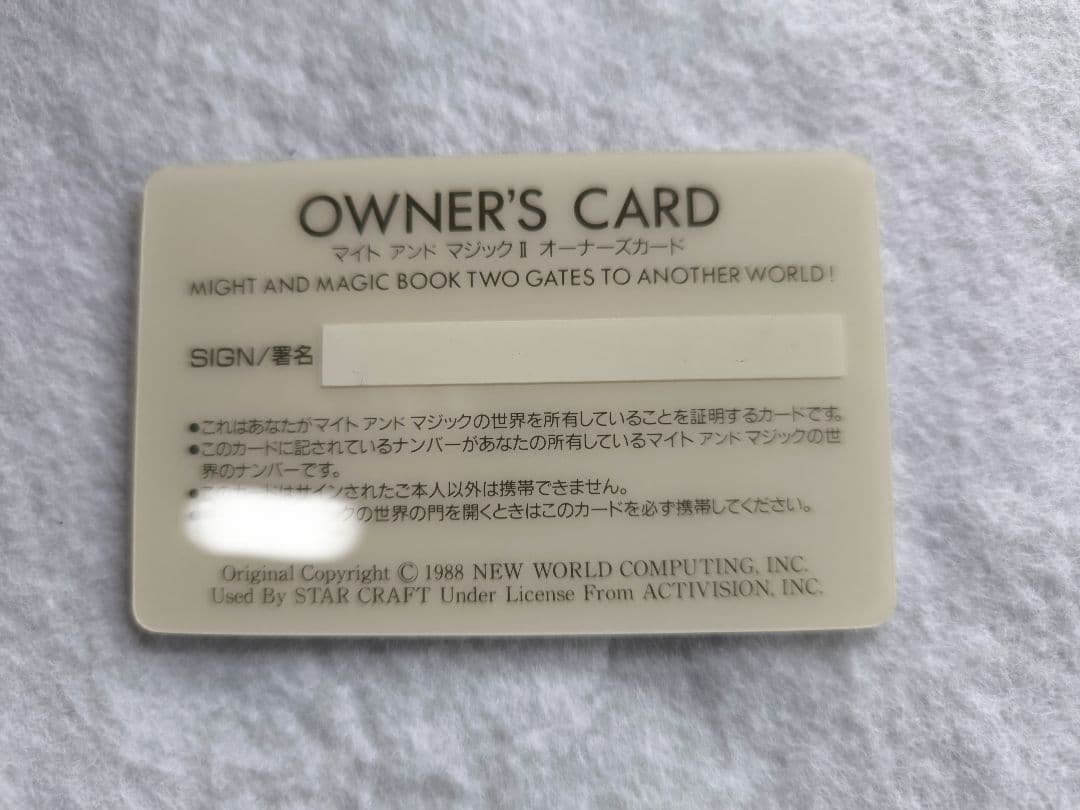 OWNER'S CARD
マイト アンド マジックⅡ オーナーズカード
MIGHT AND MAGIC BOOK TWO GATES TO ANOTHER WORLD!
SIGN/署名
●これはあなたがマイト アンド マジックの世界を所有していることを証明するカードです。
●このカードに記されているナンバーがあなたの所有しているマイト アンド マジックの世
界のナンバーです。
●このカードはサインされたご本人以外は携帯できません。
クの世界の門を開くときはこのカードを必ず携帯してください。
Original Copyright © 1988 NEW WORLD COMPUTING, INC.
Used By STAR CRAFT Under License From ACTIVISION, INC.